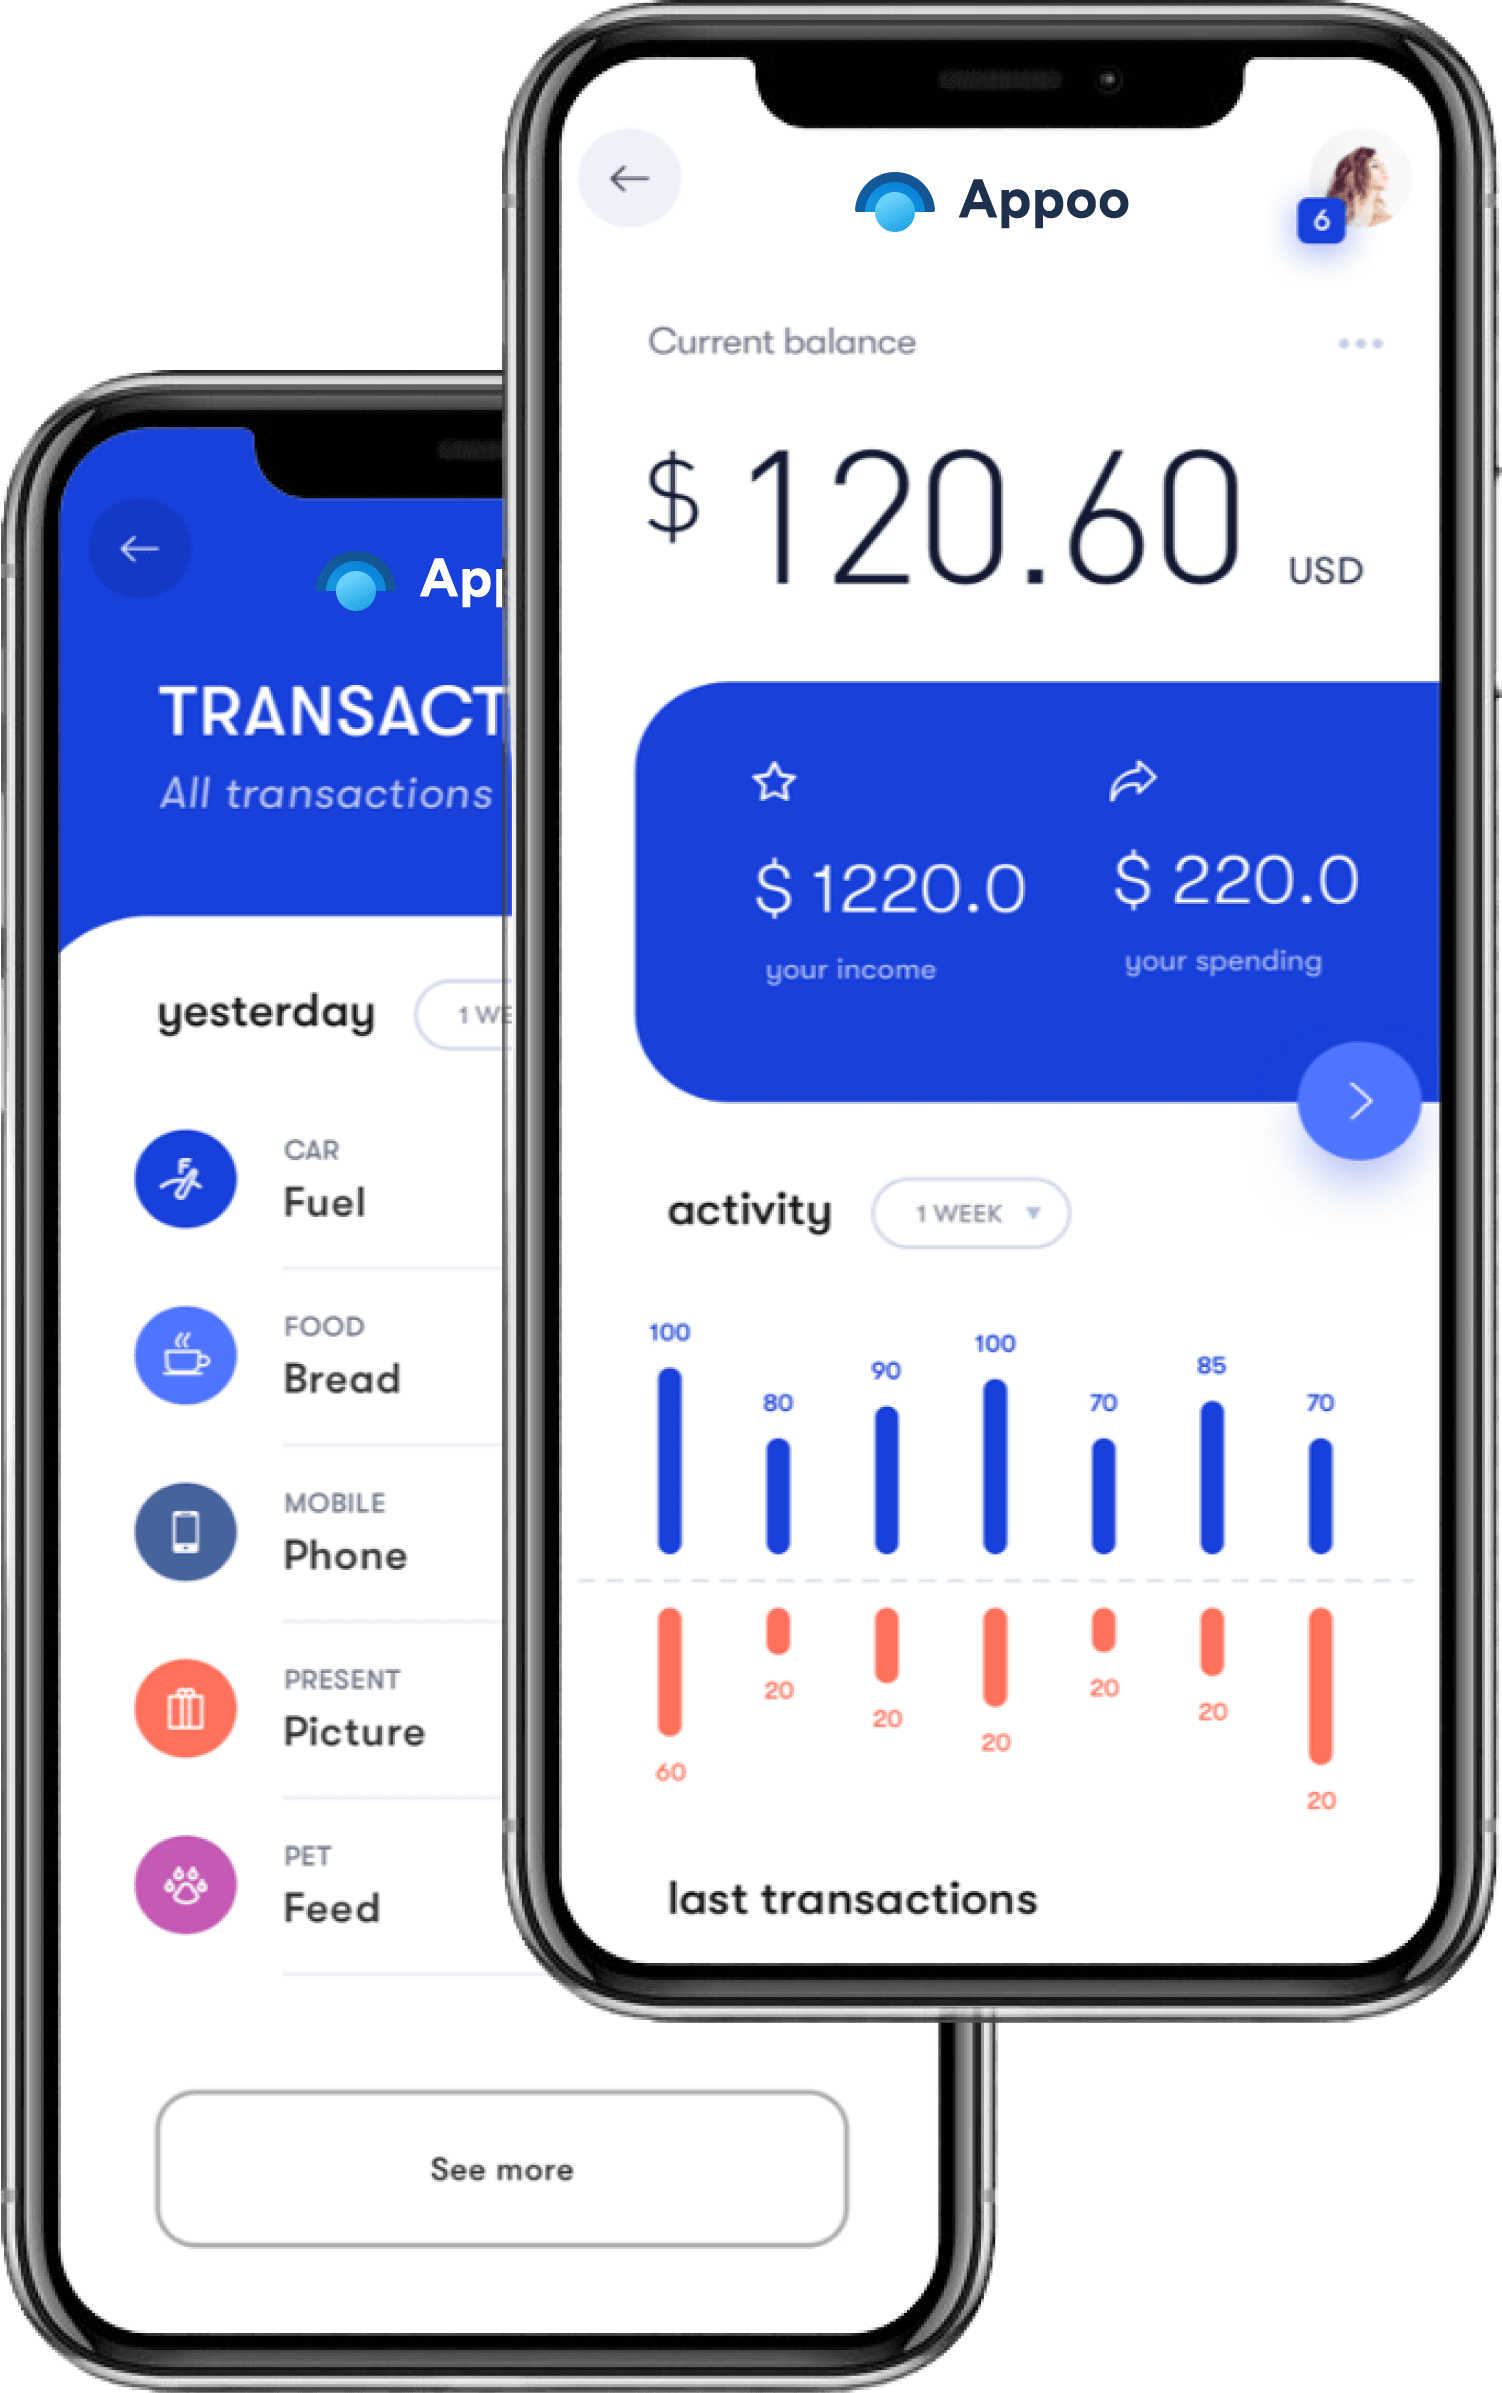 Appoo
6
Current balance
$ 120.60 USD
$ 1220.0
your income
$ 220.0
your spending
activity
1 WEEK
100 80 90 100 70 85 70
60 20 20 20 20 20 20
last transactions
App
TRANSACT
All transactions
yesterday
1 WE
CAR
Fuel
FOOD
Bread
MOBILE
Phone
PRESENT
Picture
PET
Feed
See more